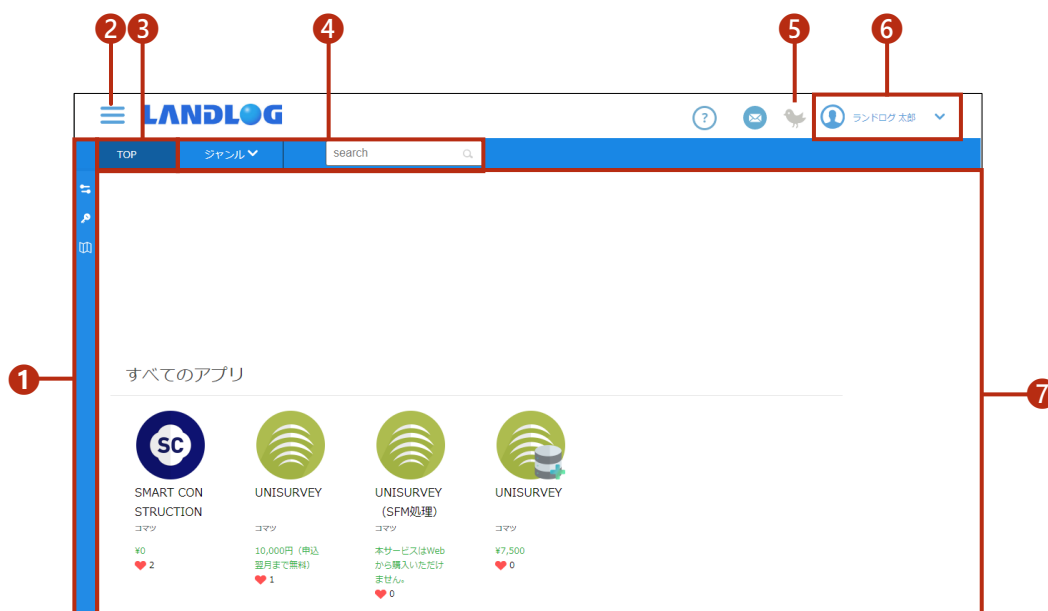 2 3 4 5 6
LANDLOG
?
ランドログ 太郎
TOP
ジャンル
search
1
7
すべてのアプリ
SC
SMART CON
STRUCTION
コマツ
¥0
2
UNISURVEY
コマツ
10,000円（申込
翌月まで無料）
1
UNISURVEY
（SFM処理）
コマツ
本サービスはWeb
から購入いただけ
ません。
0
UNISURVEY
コマツ
¥7,500
0